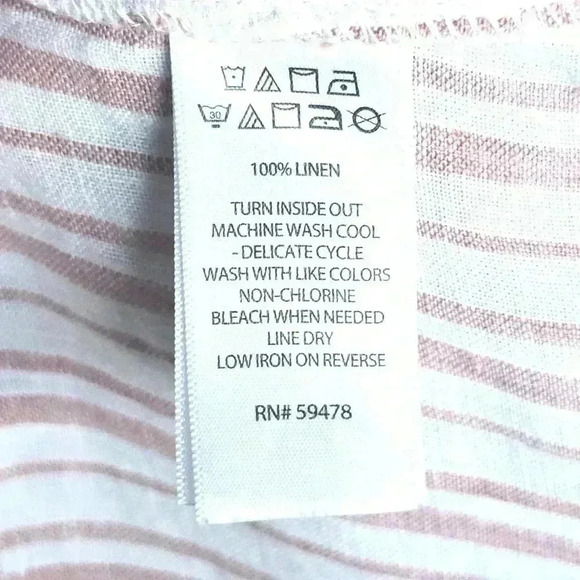 30
100% LINEN
TURN INSIDE OUT
MACHINE WASH COOL
- DELICATE CYCLE
WASH WITH LIKE COLORS
NON-CHLORINE
BLEACH WHEN NEEDED
LINE DRY
LOW IRON ON REVERSE
RN# 59478